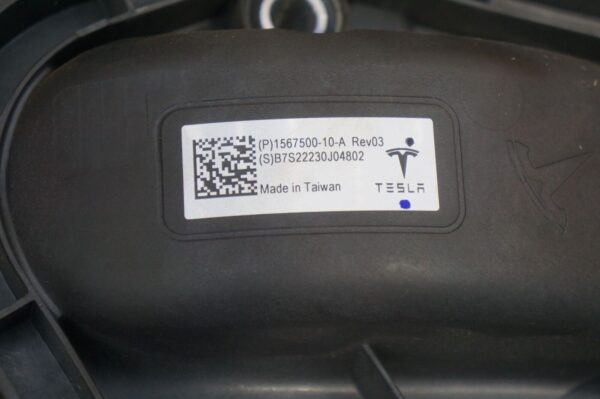 (P)1567500-10-A Rev03
(S)B7S22230J04802
Made in Taiwan
TESLA